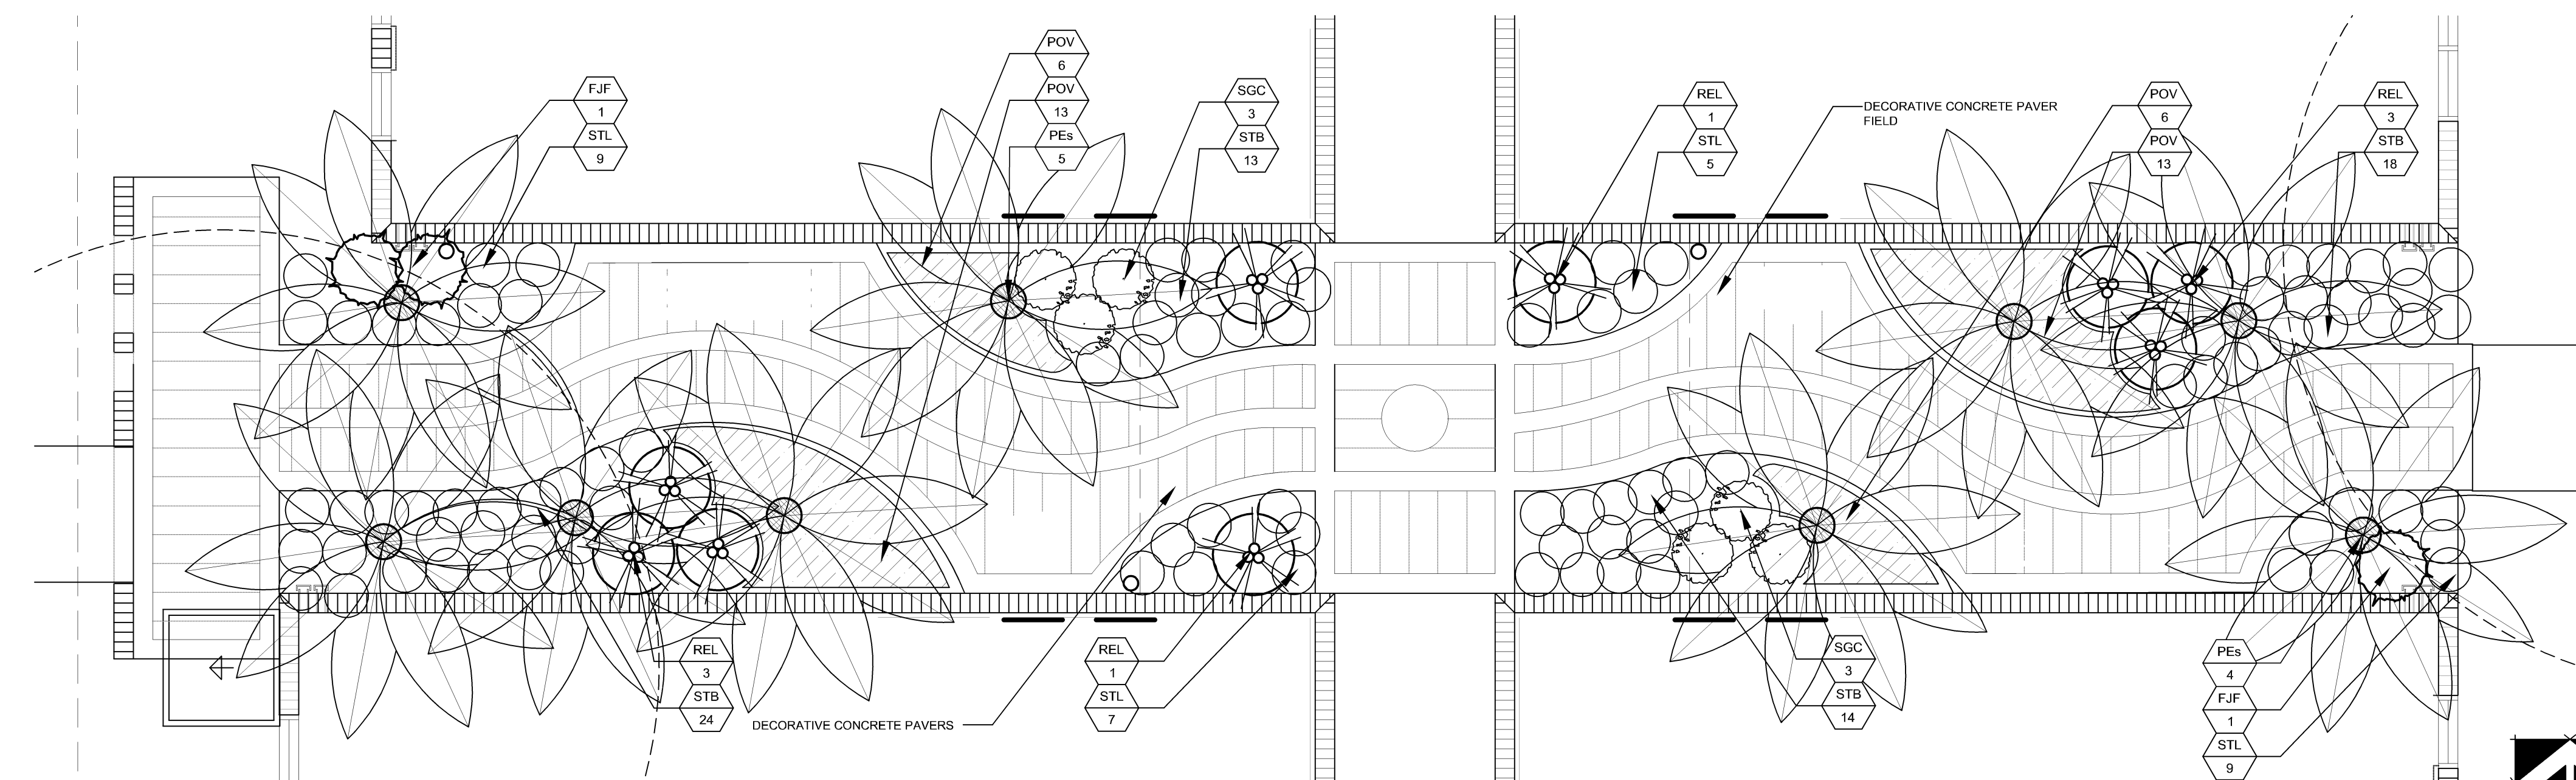 FJF
1
STL
9
POV
6
POV
13
PEs
5
SGC
3
STB
13
REL
1
STL
5
DECORATIVE CONCRETE PAVER
FIELD
POV
6
POV
13
REL
3
STB
18
REL
3
STB
24
DECORATIVE CONCRETE PAVERS
REL
1
STL
7
SGC
3
STB
14
PEs
4
FJF
1
STL
9